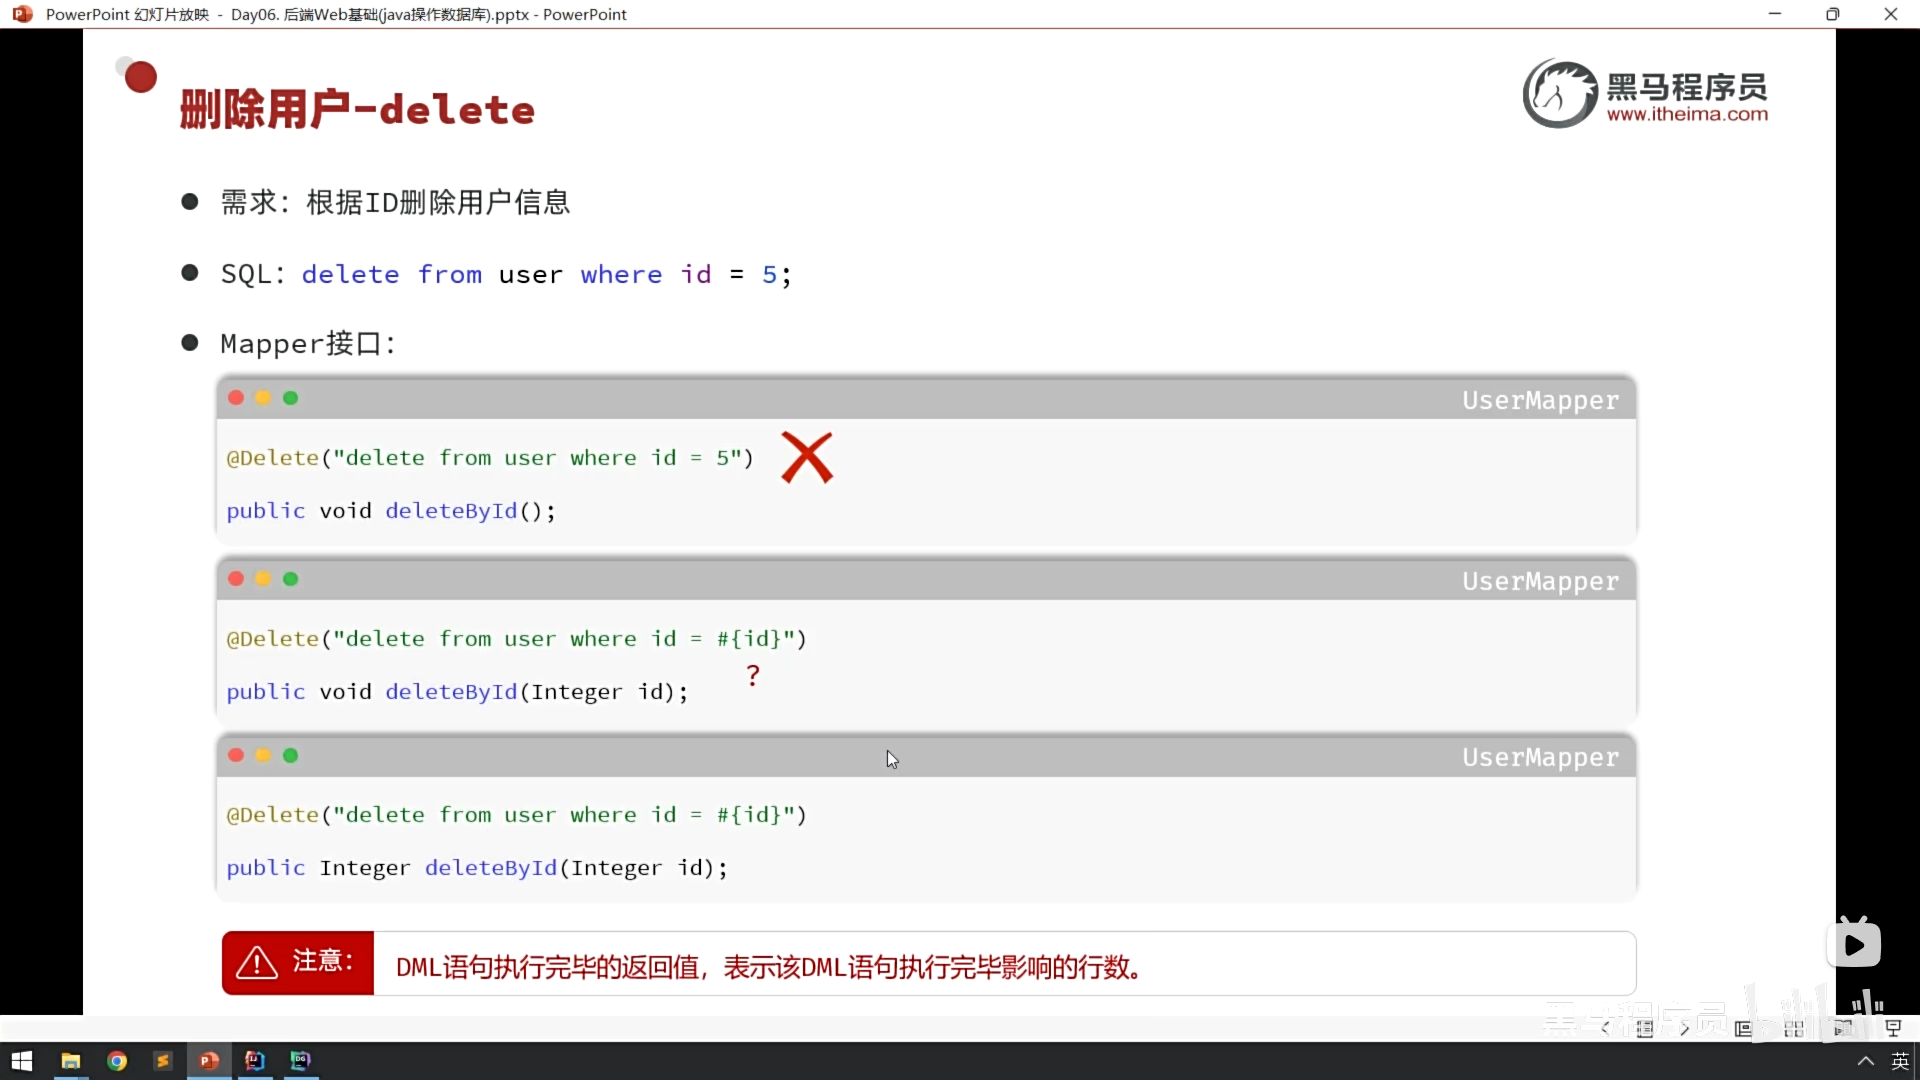 PowerPoint 幻灯片放映 - Day06. 后端Web基础(java操作数据库).pptx - PowerPoint
黑马程序员
www.itheima.com
删除用户-delete
需求：根据ID删除用户信息
SQL：delete from user where id = 5;
Mapper接口：
UserMapper
@Delete("delete from user where id = 5")
public void deleteById();
UserMapper
@Delete("delete from user where id = #{id}")
?
public void deleteById(Integer id);
UserMapper
@Delete("delete from user where id = #{id}")
public Integer deleteById(Integer id);
注意：
DML语句执行完毕的返回值，表示该DML语句执行完毕影响的行数。
黑马程序员 bilibili
英